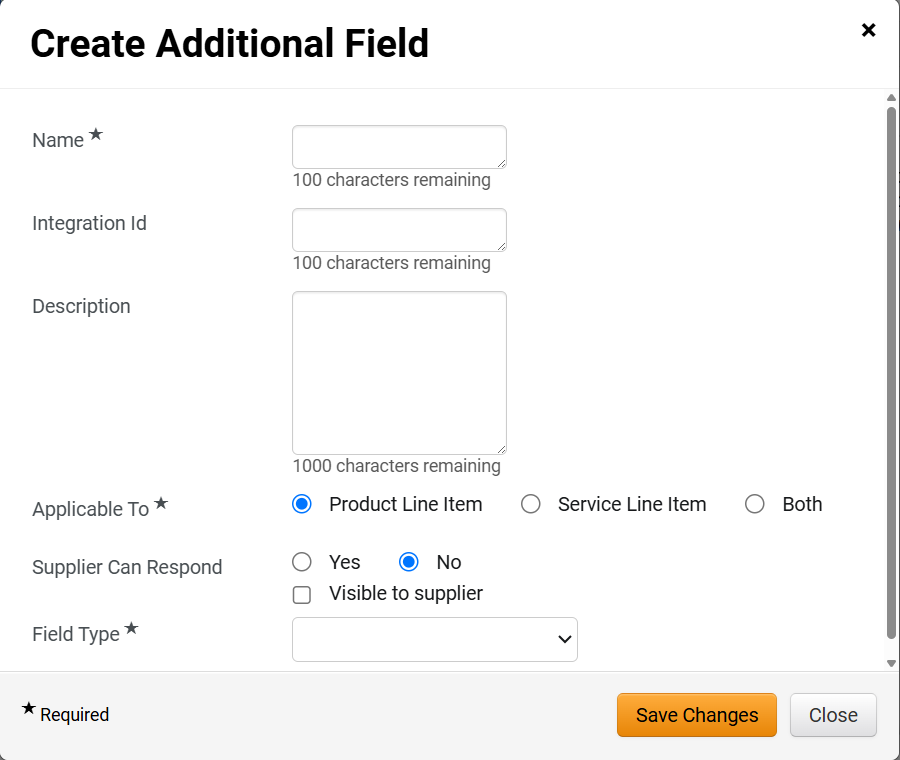 Create Additional Field
Name ★
100 characters remaining
Integration Id
100 characters remaining
Description
1000 characters remaining
Applicable To ★ Product Line Item Service Line Item Both
Supplier Can Respond Yes No
Visible to supplier
Field Type ★
★ Required Save Changes Close